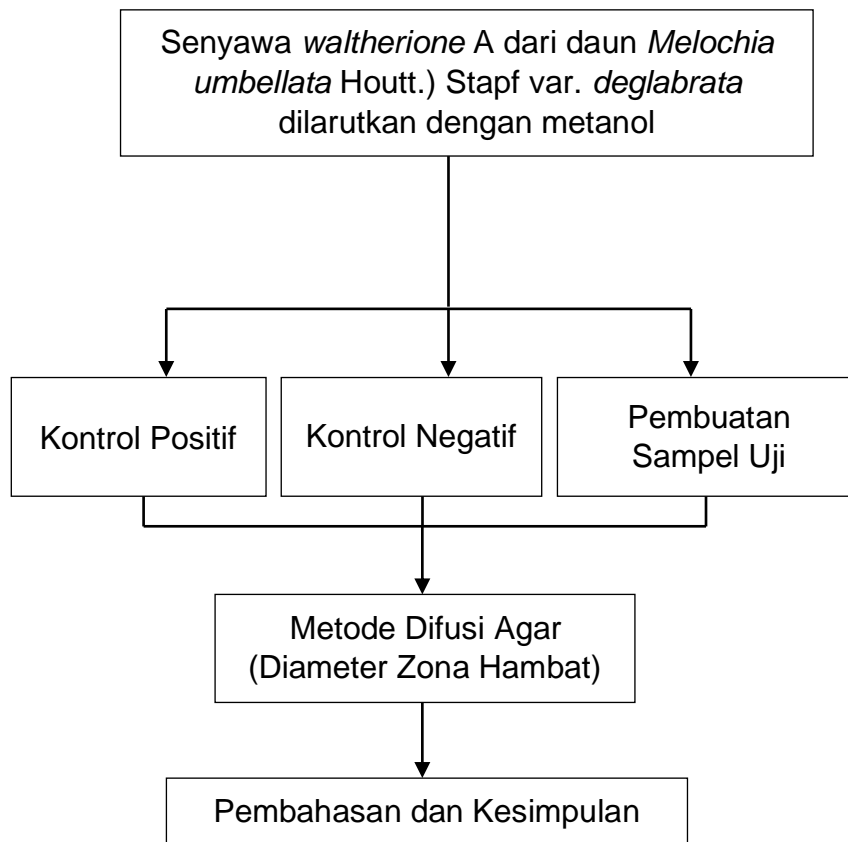 Senyawa waltherione A dari daun Melochia
umbellata Houtt.) Stapf var. deglabrata
dilarutkan dengan metanol
Kontrol Positif
Kontrol Negatif
Pembuatan
Sampel Uji
Metode Difusi Agar
(Diameter Zona Hambat)
Pembahasan dan Kesimpulan